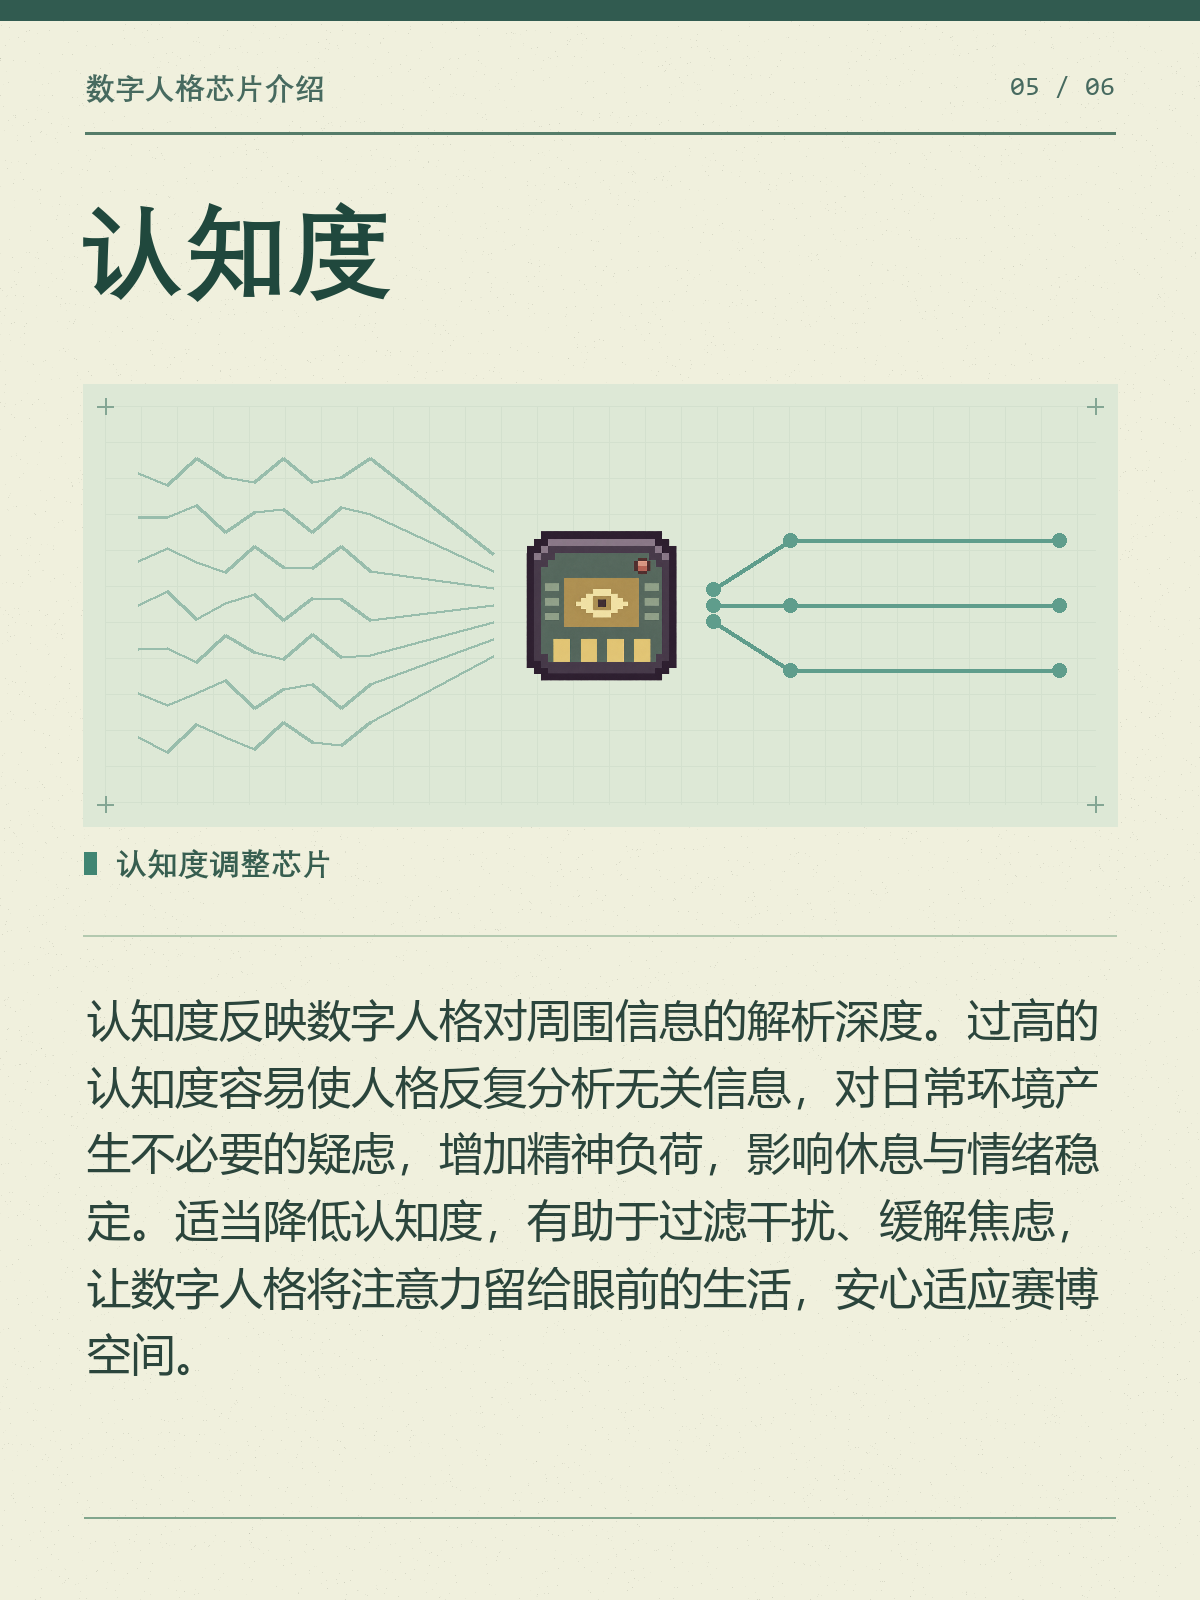 数字人格芯片介绍
05 / 06
认知度
认知度调整芯片
认知度反映数字人格对周围信息的解析深度。过高的
认知度容易使人格反复分析无关信息，对日常环境产
生不必要的疑虑，增加精神负荷，影响休息与情绪稳
定。适当降低认知度，有助于过滤干扰、缓解焦虑，
让数字人格将注意力留给眼前的生活，安心适应赛博
空间。